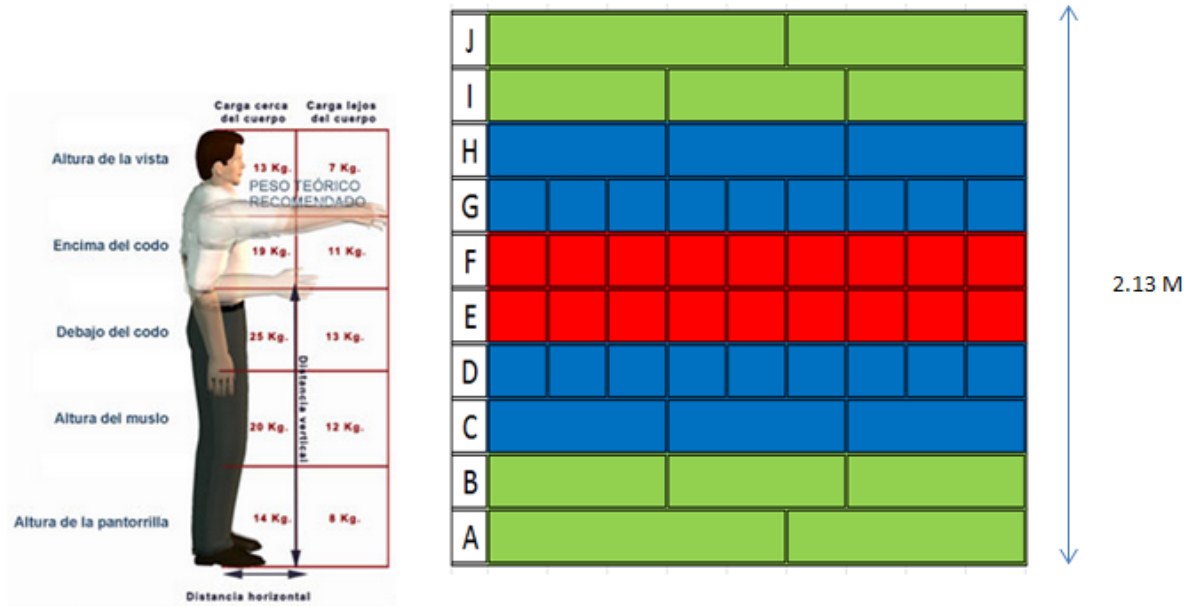 Carga cerca
del cuerpo
Carga lejos
del cuerpo
Altura de la vista
13 Kg.
7 Kg.
PESO TEÓRICO
RECOMENDADO
Encima del codo
19 Kg.
11 Kg.
Debajo del codo
25 Kg.
13 Kg.
Distancia vertical
Altura del muslo
20 Kg.
12 Kg.
Altura de la pantorrilla
14 Kg.
8 Kg.
Distancia horizontal
J
I
H
G
F
E
D
C
B
A
2.13 M